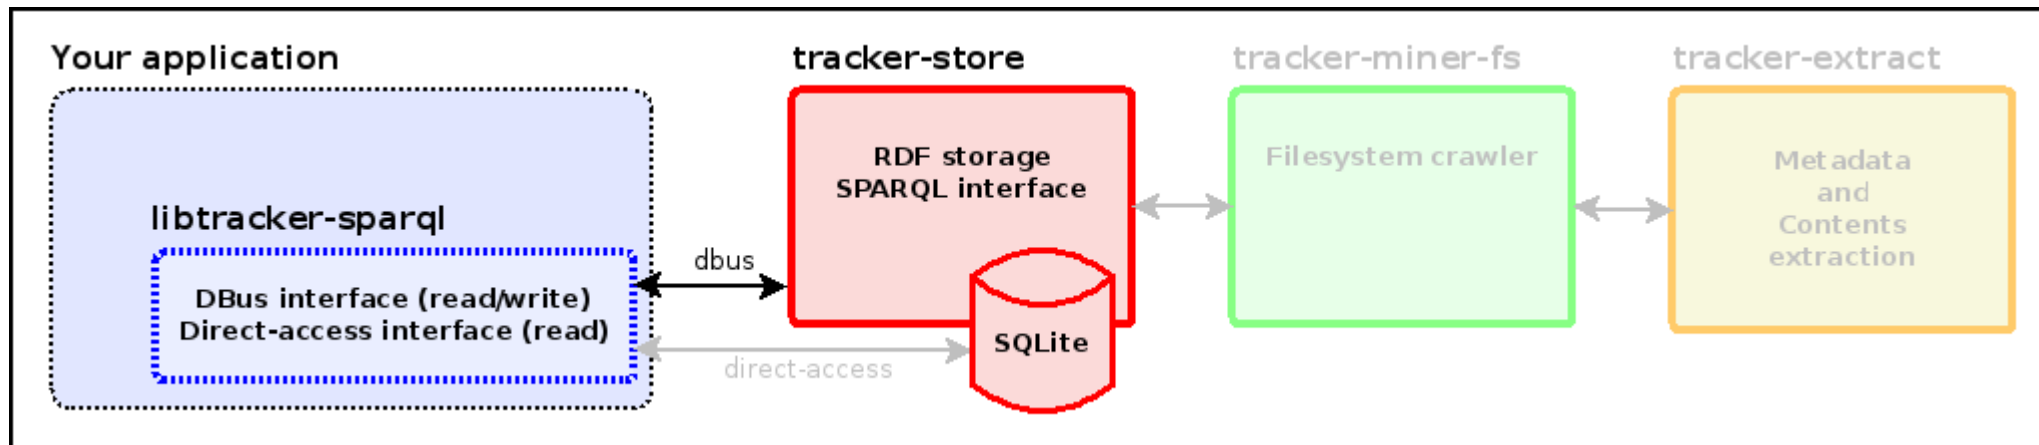 Your application
libtracker-sparql
DBus interface (read/write)
Direct-access interface (read)
dbus
direct-access
tracker-store
RDF storage
SPARQL interface
SQLite
tracker-miner-fs
Filesystem crawler
tracker-extract
Metadata
and
Contents
extraction